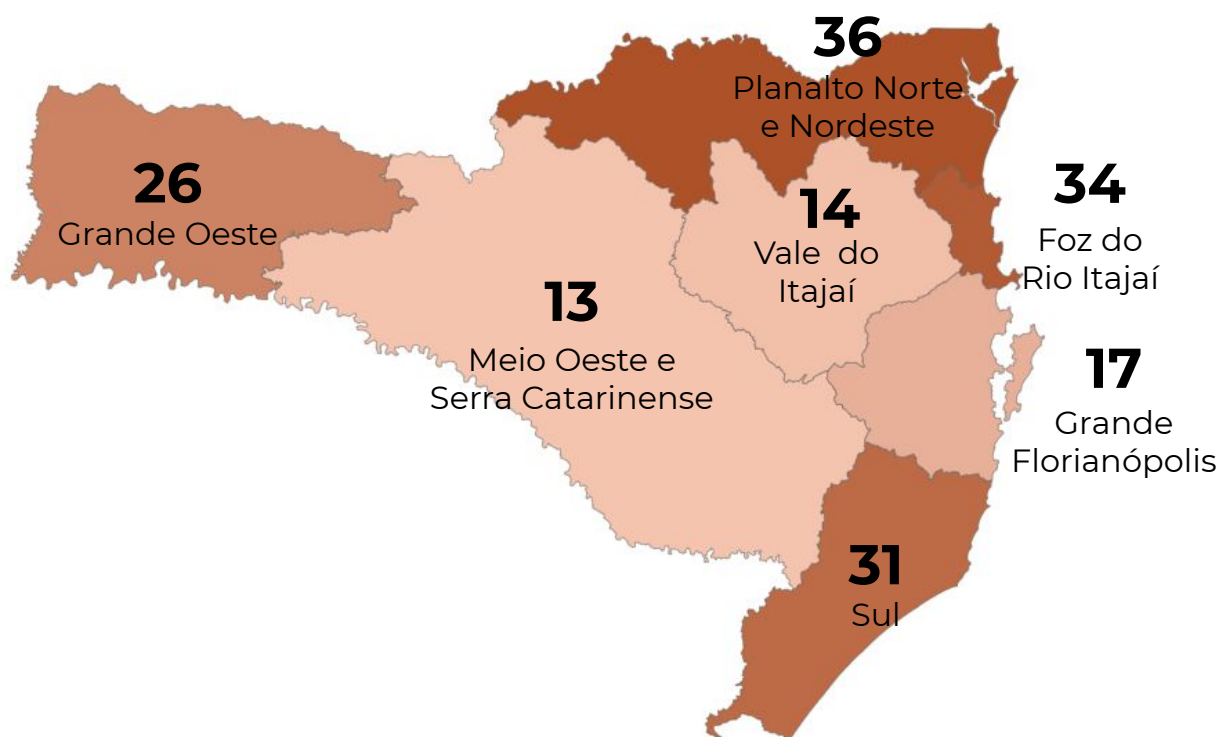 36
Planalto Norte
e Nordeste
26
Grande Oeste
14
Vale do
Itajaí
34
Foz do
Rio Itajaí
13
Meio Oeste e
Serra Catarinense
17
Grande
Florianópolis
31
Sul